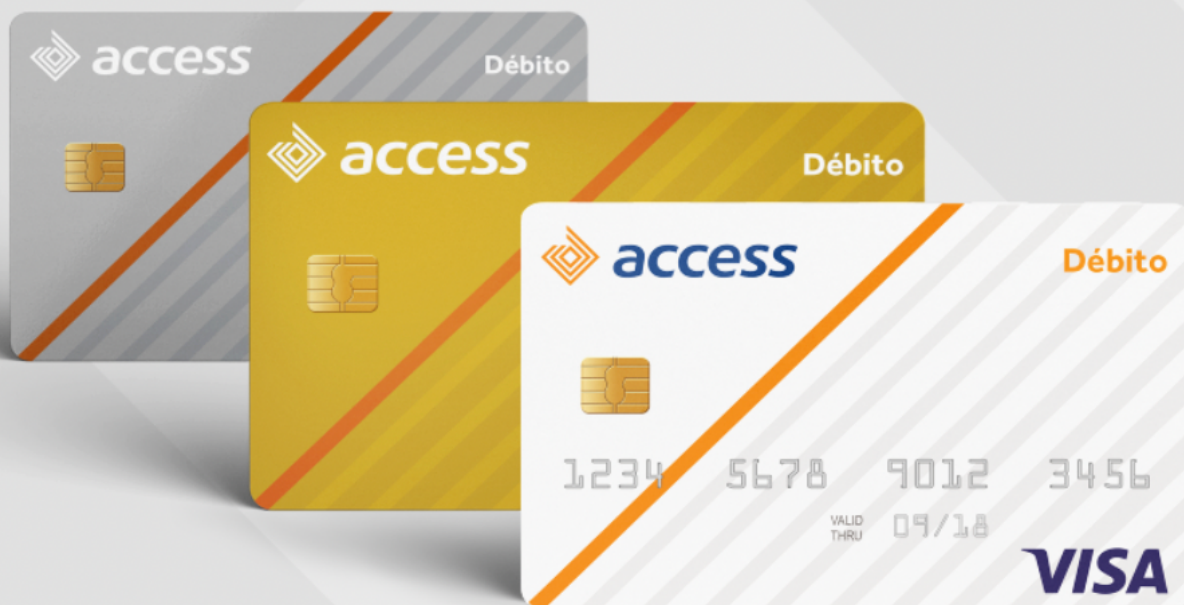 access
Débito
access
Débito
access
Débito
1234 5678 9012 3456
VALID THRU 09/18
VISA